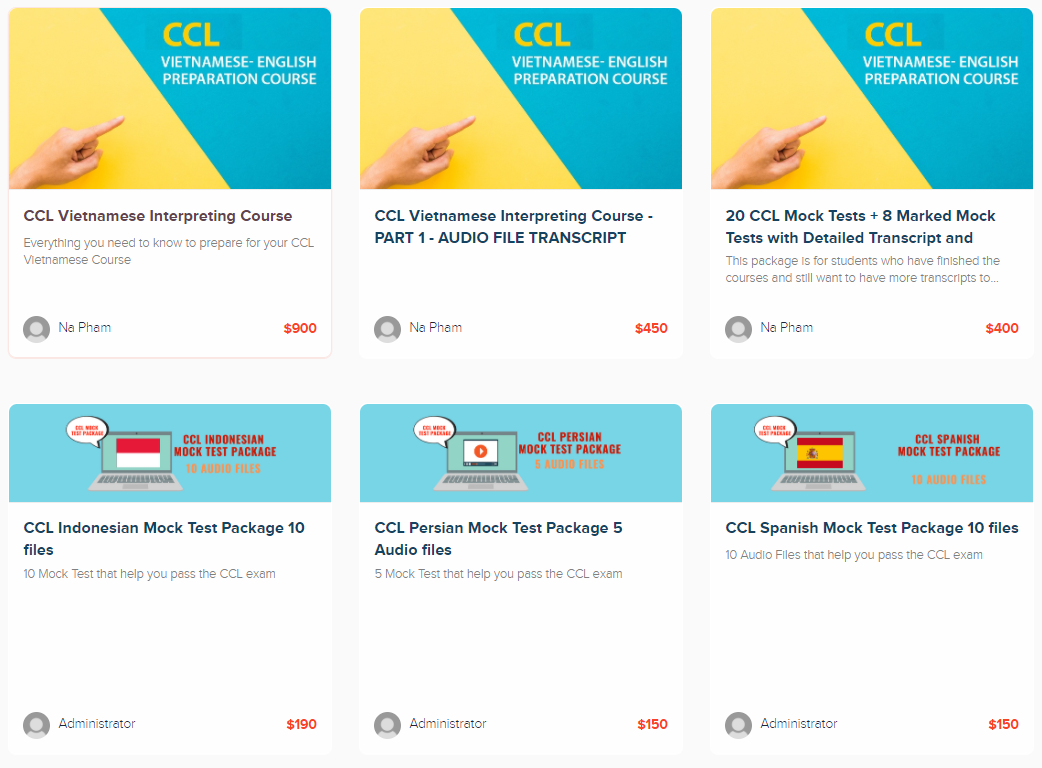 CCL
VIETNAMESE- ENGLISH
PREPARATION COURSE
CCL Vietnamese Interpreting Course
Everything you need to know to prepare for your CCL
Vietnamese Course
Na Pham
$900
CCL
VIETNAMESE- ENGLISH
PREPARATION COURSE
CCL Vietnamese Interpreting Course -
PART 1 - AUDIO FILE TRANSCRIPT
Na Pham
$450
CCL
VIETNAMESE- ENGLISH
PREPARATION COURSE
20 CCL Mock Tests + 8 Marked Mock
Tests with Detailed Transcript and
This package is for students who have finished the
courses and still want to have more transcripts to...
Na Pham
$400
CCL MOCK
TEST PACKAGE
CCL INDONESIAN
MOCK TEST PACKAGE
10 AUDIO FILES
CCL Indonesian Mock Test Package 10
files
10 Mock Test that help you pass the CCL exam
Administrator
$190
CCL MOCK
TEST PACKAGE
CCL PERSIAN
MOCK TEST PACKAGE
5 AUDIO FILES
CCL Persian Mock Test Package 5
Audio files
5 Mock Test that help you pass the CCL exam
Administrator
$150
CCL MOCK
TEST PACKAGE
CCL SPANISH
MOCK TEST PACKAGE
10 AUDIO FILES
CCL Spanish Mock Test Package 10 files
10 Audio Files that help you pass the CCL exam
Administrator
$150